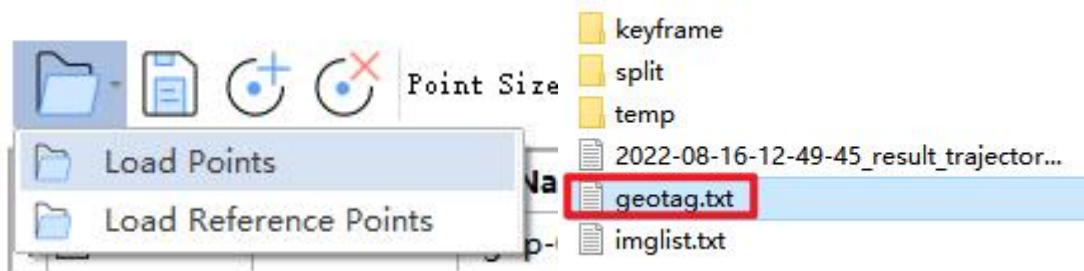 Point Size
Load Points
Load Reference Points
Na
keyframe
split
temp
2022-08-16-12-49-45_result_trajector...
geotag.txt
imglist.txt